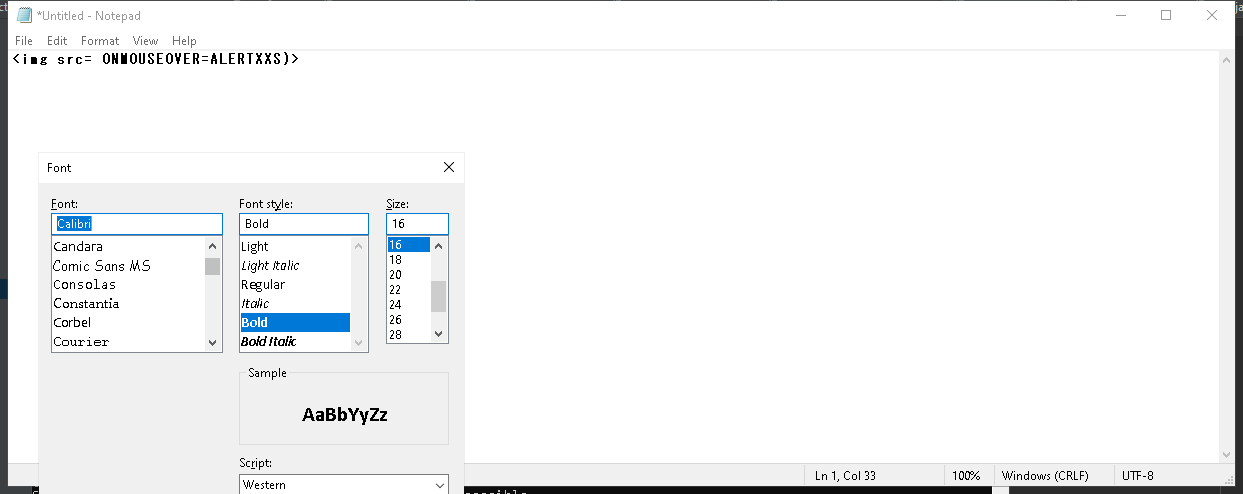 *Untitled - Notepad
File Edit Format View Help
<img src= ONMOUSEOVER=ALERTXXS)>
Font
Font: Font style: Size:
Calibri Bold 16
Candara Light 16
Comic Sans MS Light Italic 18
Consolas Regular 20
Constantia Italic 22
Corbel Bold 24
Courier Bold Italic 26
28
Sample
AaBbYyZz
Script:
Western
Ln 1, Col 33 100% Windows (CRLF) UTF-8